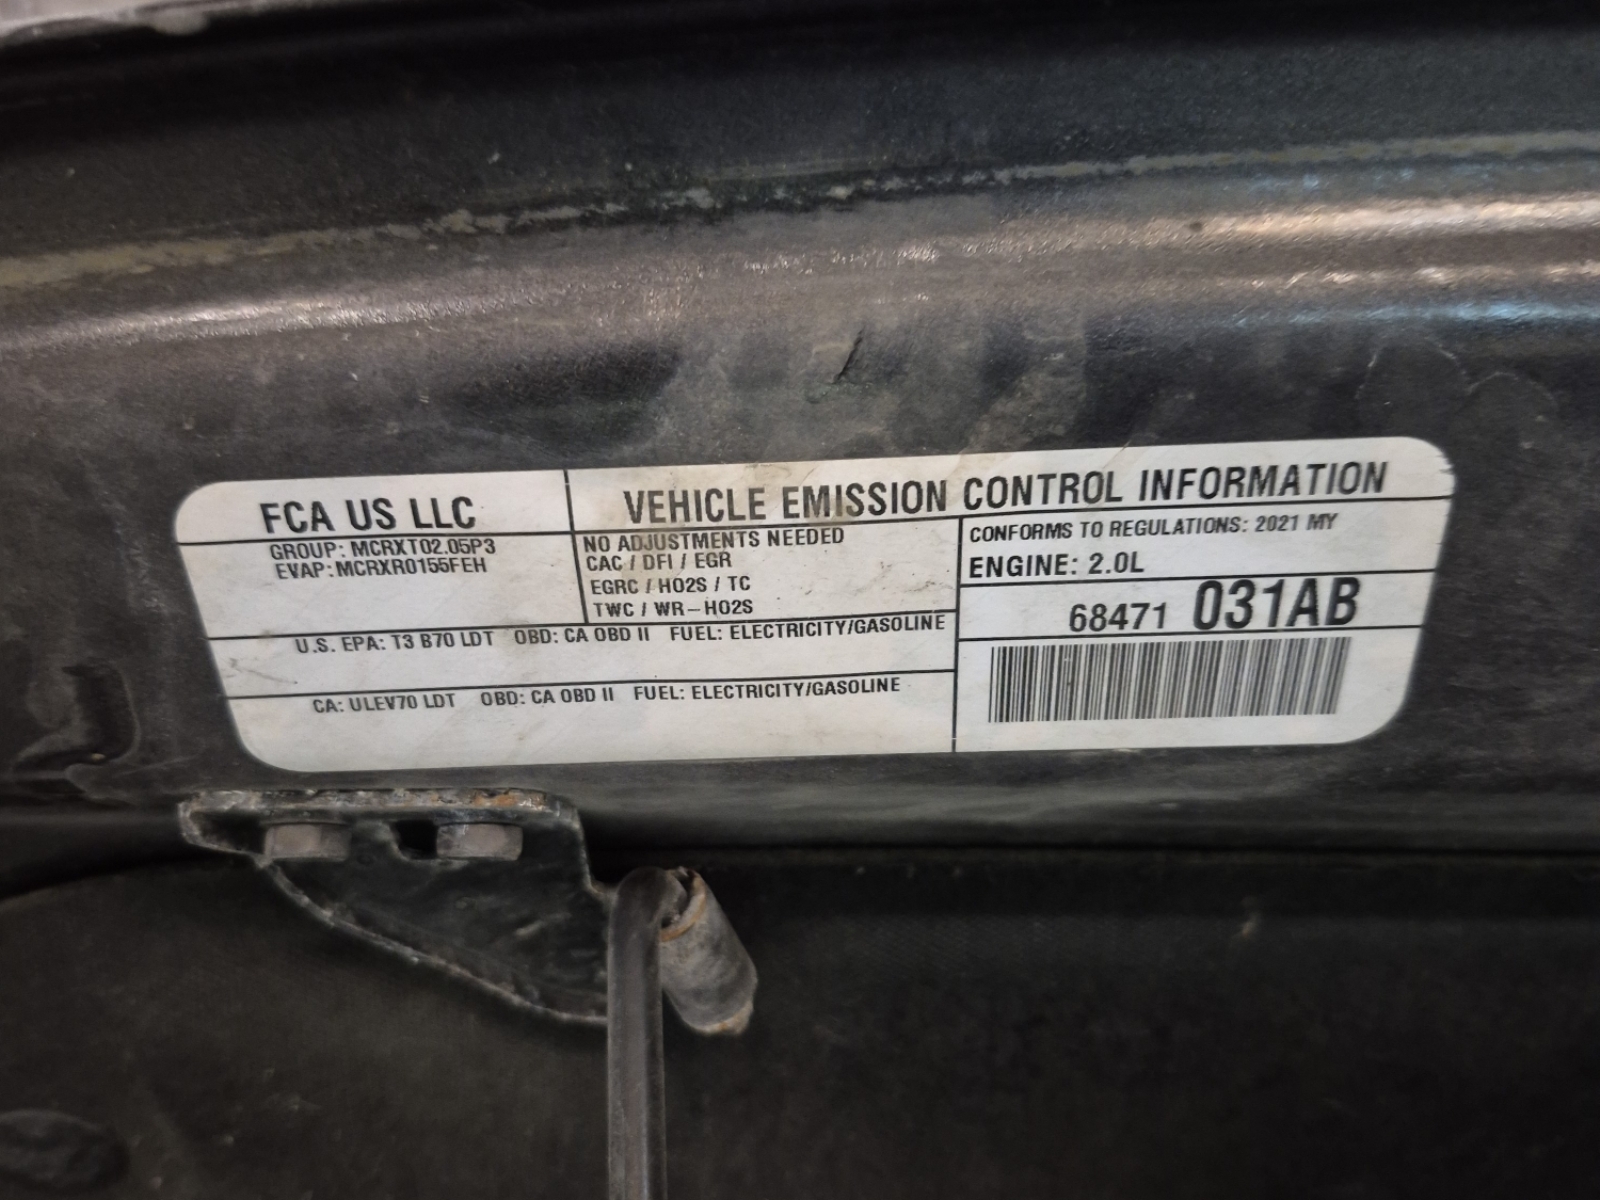 FCA US LLC
GROUP: MCRXT02.05P3
EVAP:MCRXR0155FEH
VEHICLE EMISSION CONTROL INFORMATION
NO ADJUSTMENTS NEEDED
CAC / DFI / EGR
EGRC / HO2S / TC
TWC / WR-HO2S
CONFORMS TO REGULATIONS: 2021 MY
ENGINE: 2.0L
68471 031AB
U.S. EPA: T3 B70 LDT OBD: CA OBD II FUEL: ELECTRICITY/GASOLINE
CA: ULEV70 LDT OBD: CA OBD II FUEL: ELECTRICITY/GASOLINE